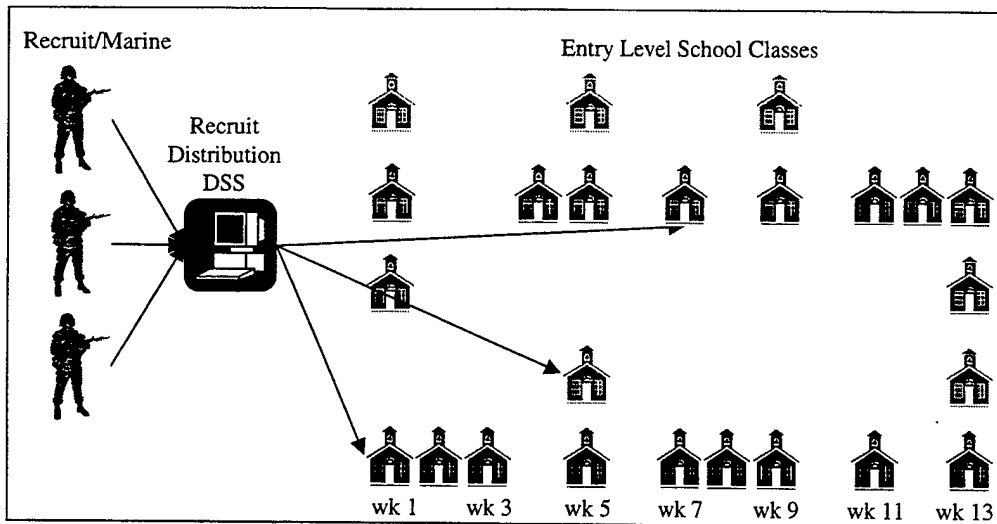 Recruit/Marine
Entry Level School Classes
Recruit
Distribution
DSS
wk 1 wk 3 wk 5 wk 7 wk 9 wk 11 wk 13